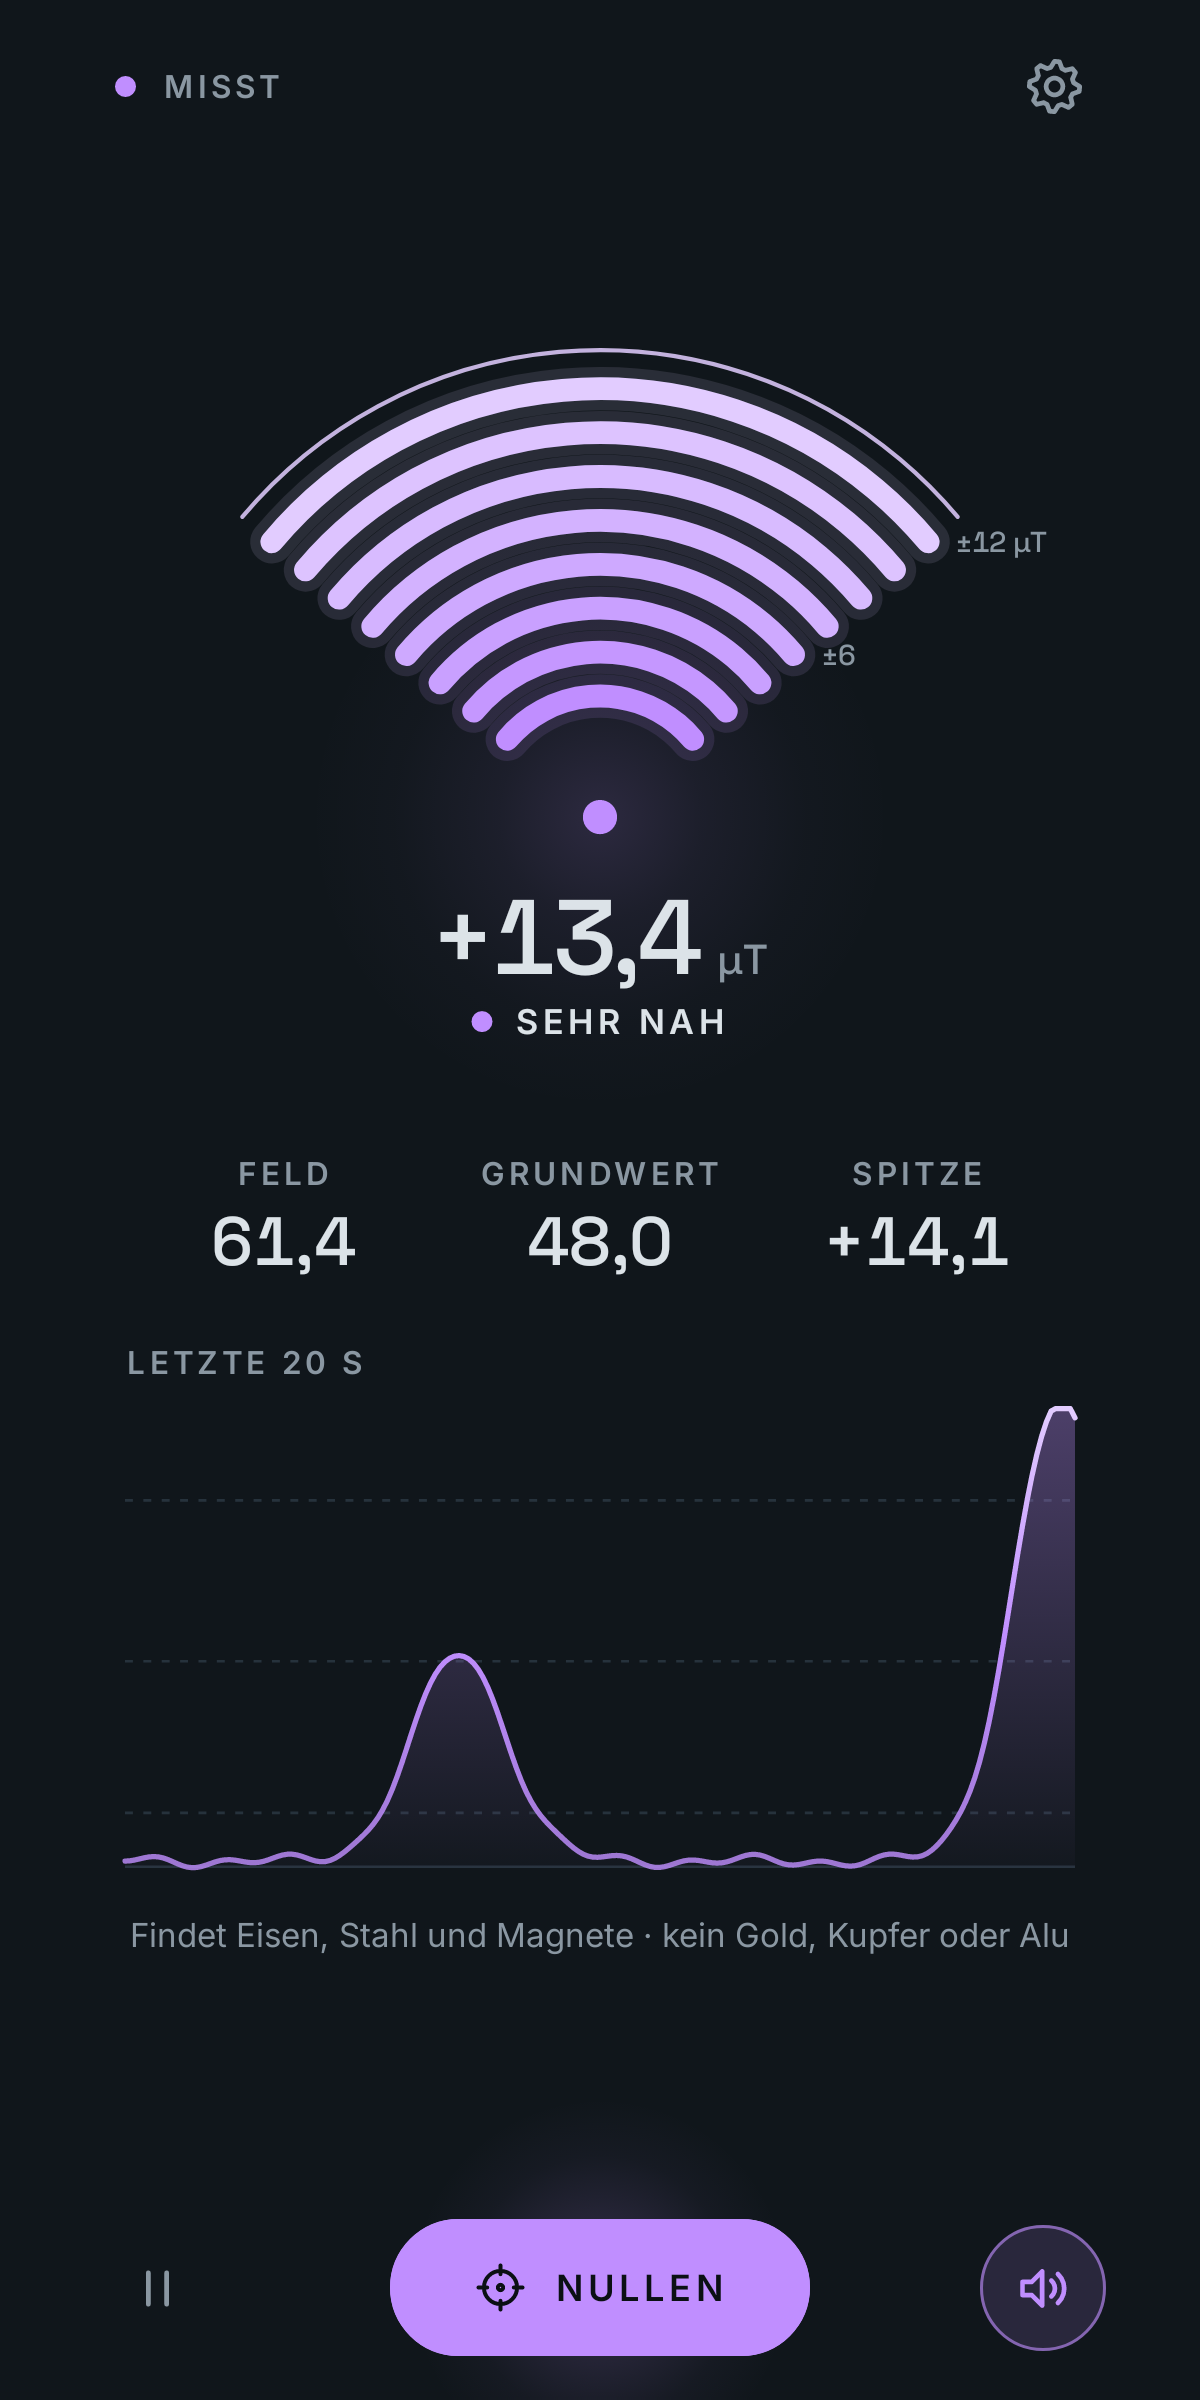 MISST
±12 µT
±6
+13,4 µT
SEHR NAH
FELD GRUNDWERT SPITZE
61,4 48,0 +14,1
LETZTE 20 S
Findet Eisen, Stahl und Magnete · kein Gold, Kupfer oder Alu
NULLEN